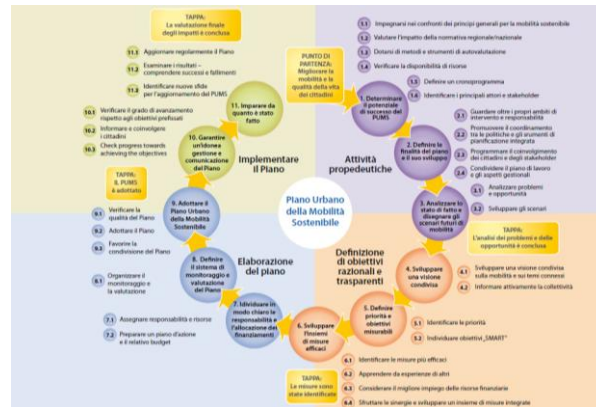 TAPPA:
La valutazione finale
degli impatti è conclusa
11.1 Aggiornare regolarmente il Piano
11.2 Esaminare i risultati –
comprendere successi e fallimenti
11.3 Identificare nuove sfide
per l'aggiornamento del PUMS
10.1 Verificare il grado di avanzamento
rispetto agli obiettivi prefissati
10.2 Informare e coinvolgere
i cittadini
10.3 Check progress towards
achieving the objectives
TAPPA:
IL PUMS
è adottato
9.1 Verificare la
qualità del Piano
9.2 Adottare il Piano
9.3 Favorire la
condivisione del Piano
8.1 Organizzare il
monitoraggio e
la valutazione
7.1 Assegnare responsabilità e risorse
7.2 Preparare un piano d'azione
e il relativo budget
11. Imparare da
quanto è stato
fatto
10. Garantire
un'idonea
gestione e
comunicazione
del Piano
9. Adottare il
Piano Urbano
della Mobilità
Sostenibile
8. Definire
il sistema di
monitoraggio e
valutazione
del Piano
7. Idividuare in
modo chiaro le
responsabilità e
l'allocazione dei
finanziamenti
6. Sviluppare
l'insiemi
di misure
efficaci
Implementare
il Piano
Elaborazione
del piano
Piano Urbano
della Mobilità
Sostenibile
Attività
propedeutiche
Definizione
di obiettivi
razionali e
trasparenti
PUNTO DI
PARTENZA:
Migliorare la
mobilità e la
qualità della vita
dei cittadini
1. Determinare
il potenziale
di successo del
PUMS
2. Definire le
finalità del piano
e il suo sviluppo
3. Analizzare
lo stato di fatto e
disegnare gli
scenari futuri di
mobilità
4. Sviluppare
una visione
condivisa
5. Definire
priorità e
obiettivi
misurabili
1.1 Impegnarsi nei confronti dei principi generali per la mobilità sostenibile
1.2 Valutare l'impatto della normativa regionale/nazionale
1.3 Dotarsi di metodi e strumenti di autovalutazione
1.4 Verificare la disponibilità di risorse
1.5 Definire un cronoprogramma
1.6 Identificare i principali attori e stakeholder
2.1 Guardare oltre i propri ambiti di
intervento e responsabilità
2.2 Promuovere il coordinamento
tra le politiche e gli srumenti di
pianificazione integrata
2.3 Programmare il coinvolgimento
dei cittadini e degli stakeholder
2.4 Condividere il piano di lavoro
e gli aspetti gestionali
3.1 Analizzare problemi
e opportunità
3.2 Sviluppare gli scenari
TAPPA:
L'analisi dei problemi e delle
opportunità è conclusa
4.1 Sviluppare una visione condivisa
sulla mobilità e sui temi connessi
4.2 Informare attivamente la collettività
5.1 Identificare le priorità
5.2 Individuare obiettivi „SMART"
6.1 Identificare le misure più efficaci
6.2 Apprendere da esperienze di altri
6.3 Considerare il migliore impiego delle risorse finanziarie
6.4 Sfruttare le sinergie e sviluppare un insieme di misure integrate
TAPPA:
Le misure sono
state identificate